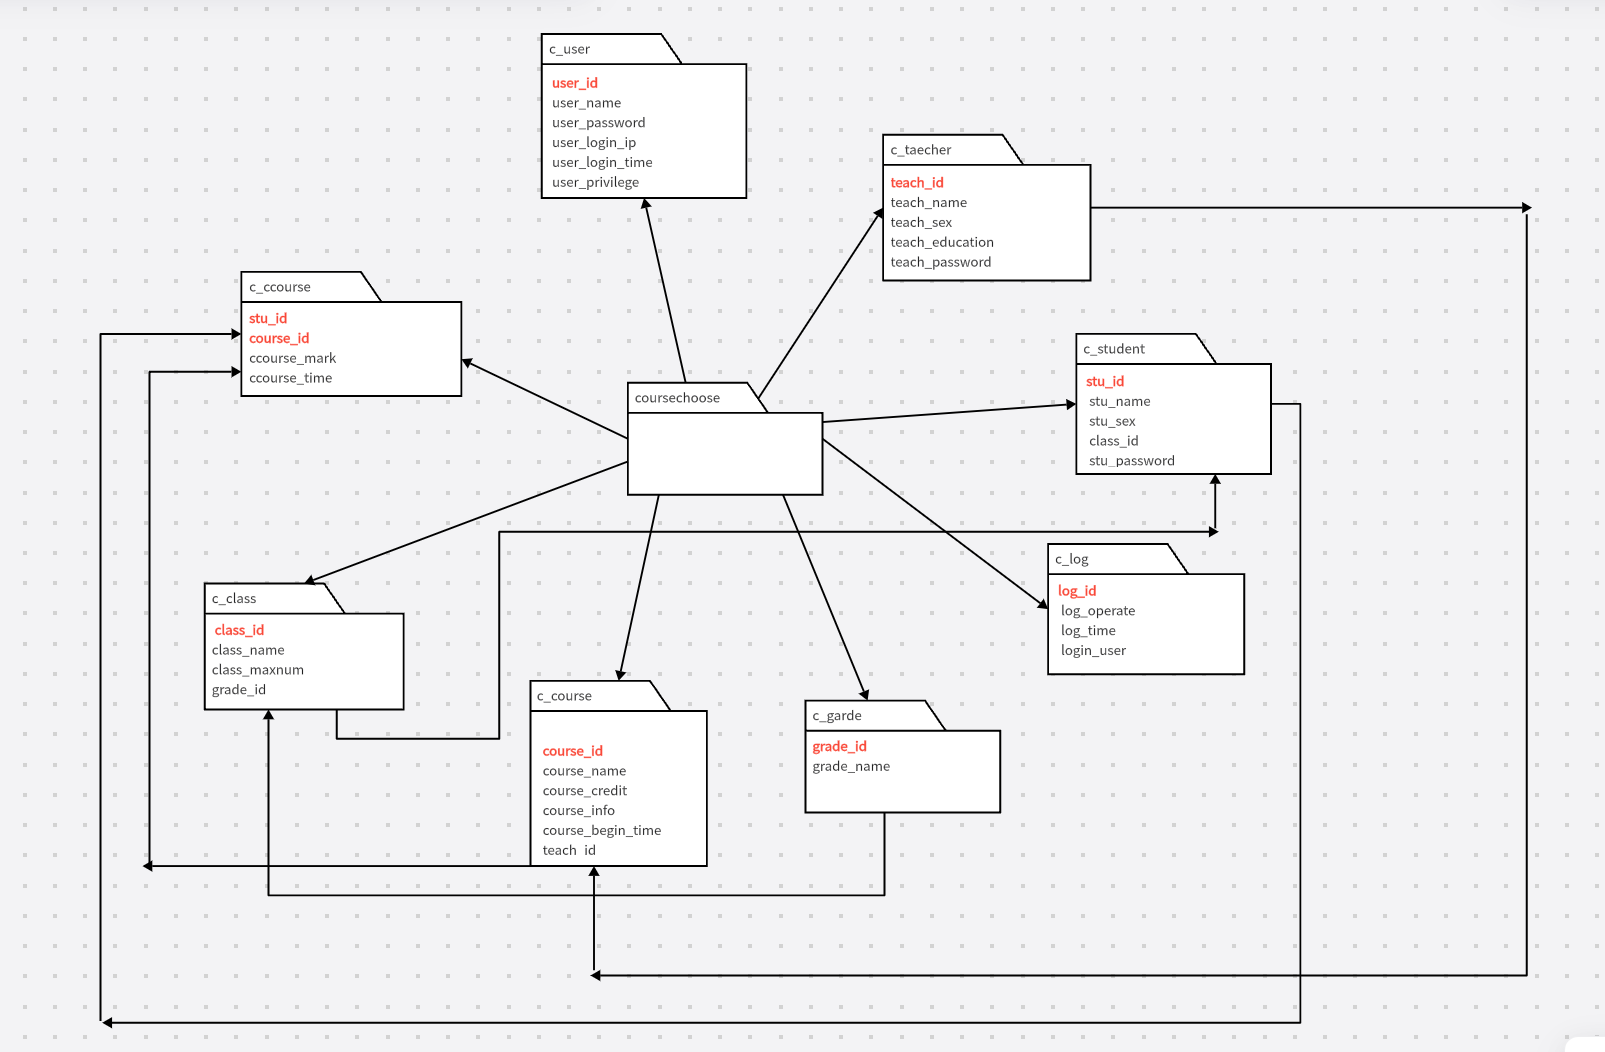 c_user
user_id
user_name
user_password
user_login_ip
user_login_time
user_privilege
c_taecher
teach_id
teach_name
teach_sex
teach_education
teach_password
c_ccourse
stu_id
course_id
ccourse_mark
ccourse_time
c_student
stu_id
stu_name
stu_sex
class_id
stu_password
coursechoose
c_log
log_id
log_operate
log_time
login_user
c_class
class_id
class_name
class_maxnum
grade_id
c_course
course_id
course_name
course_credit
course_info
course_begin_time
teach_id
c_garde
grade_id
grade_name